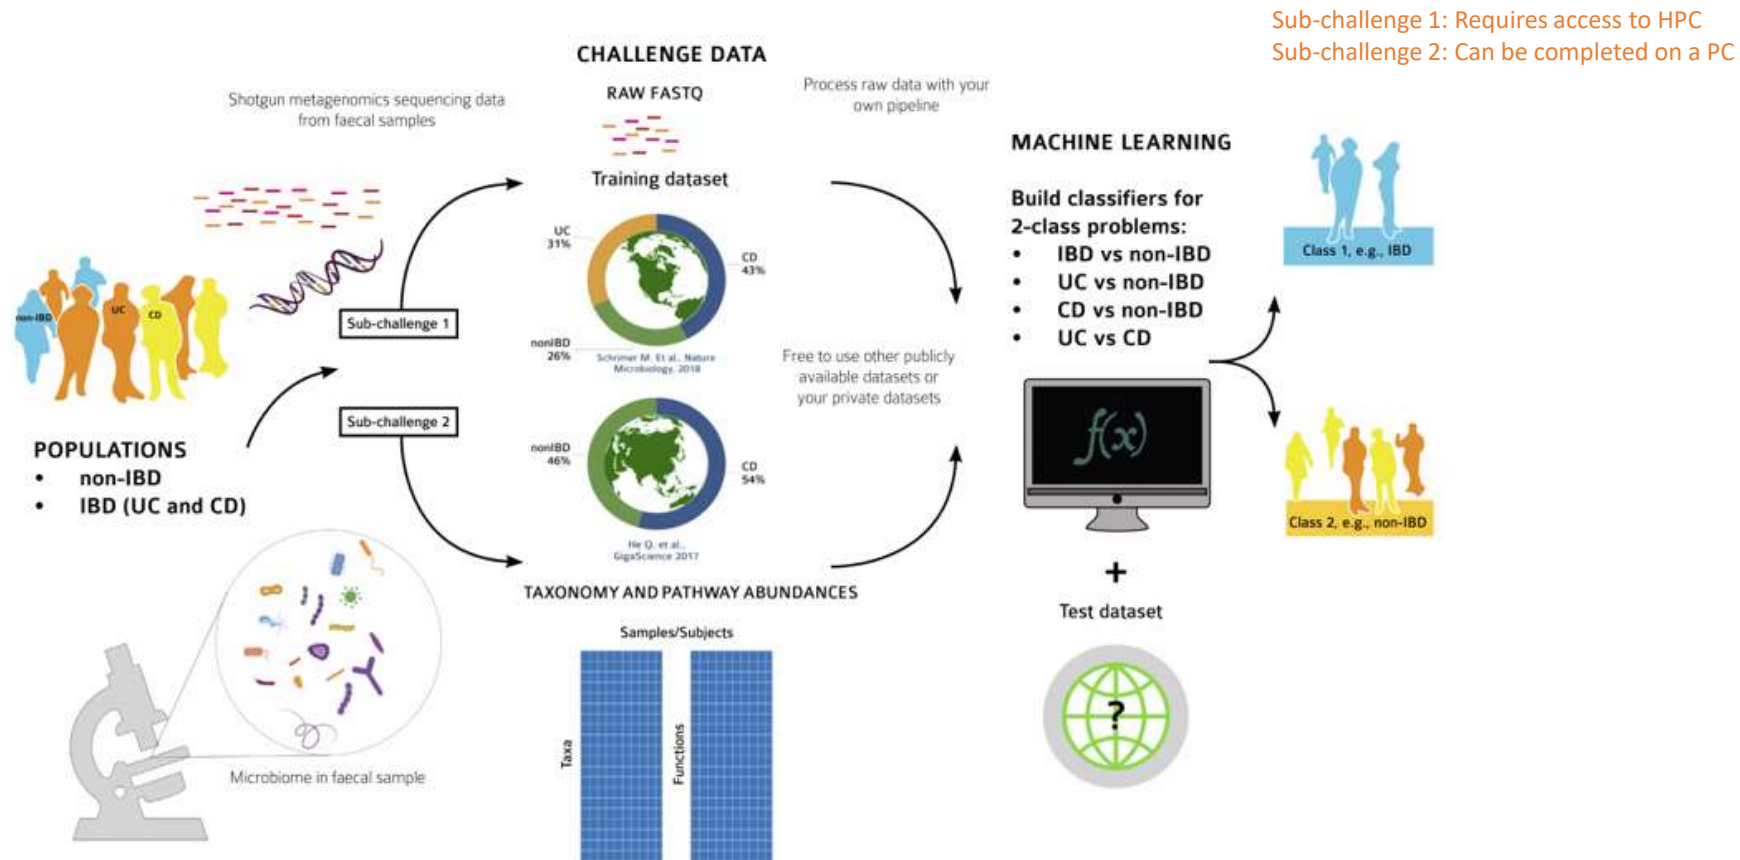 Sub-challenge 1: Requires access to HPC
Sub-challenge 2: Can be completed on a PC
CHALLENGE DATA
RAW FASTQ
Shotgun metagenomics sequencing data
from faecal samples
Process raw data with your
own pipeline
Training dataset
UC
31%
CD
43%
nonIBD
26%
Schrimer M. Et al., Nature
Microbiology, 2018
non-IBD
UC
CD
Sub-challenge 1
Sub-challenge 2
POPULATIONS
• non-IBD
• IBD (UC and CD)
nonIBD
46%
CD
54%
He Q. et al.,
GigaScience 2017
Free to use other publicly
available datasets or
your private datasets
TAXONOMY AND PATHWAY ABUNDANCES
Samples/Subjects
Taxa
Functions
Microbiome in faecal sample
MACHINE LEARNING
Build classifiers for
2-class problems:
• IBD vs non-IBD
• UC vs non-IBD
• CD vs non-IBD
• UC vs CD
f(x)
+
Test dataset
?
Class 1, e.g., IBD
Class 2, e.g., non-IBD